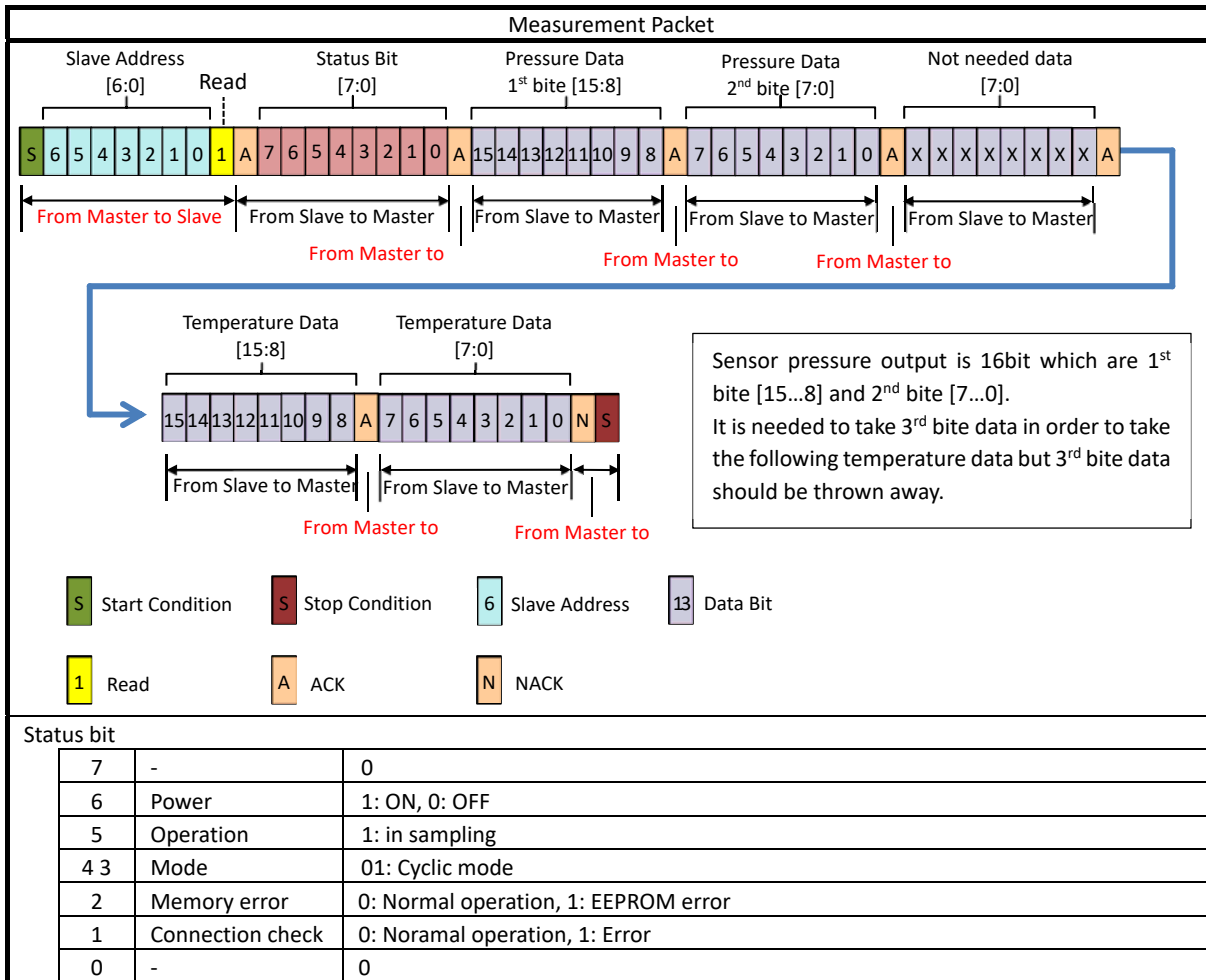 Measurement Packet
Slave Address
[6:0]
Read
Status Bit
[7:0]
Pressure Data
1st bite [15:8]
Pressure Data
2nd bite [7:0]
Not needed data
[7:0]
S 6 5 4 3 2 1 0 1 A 7 6 5 4 3 2 1 0 A 15 14 13 12 11 10 9 8 A 7 6 5 4 3 2 1 0 A X X X X X X X X A
From Master to Slave From Slave to Master From Slave to Master From Slave to Master From Slave to Master
From Master to From Master to From Master to
Temperature Data
[15:8]
Temperature Data
[7:0]
15 14 13 12 11 10 9 8 A 7 6 5 4 3 2 1 0 N S
From Slave to Master From Slave to Master
From Master to From Master to
Sensor pressure output is 16bit which are 1st
bite [15…8] and 2nd bite [7…0].
It is needed to take 3rd bite data in order to take
the following temperature data but 3rd bite data
should be thrown away.
S Start Condition S Stop Condition 6 Slave Address 13 Data Bit
1 Read A ACK N NACK
Status bit
7 - 0
6 Power 1: ON, 0: OFF
5 Operation 1: in sampling
4 3 Mode 01: Cyclic mode
2 Memory error 0: Normal operation, 1: EEPROM error
1 Connection check 0: Noramal operation, 1: Error
0 - 0